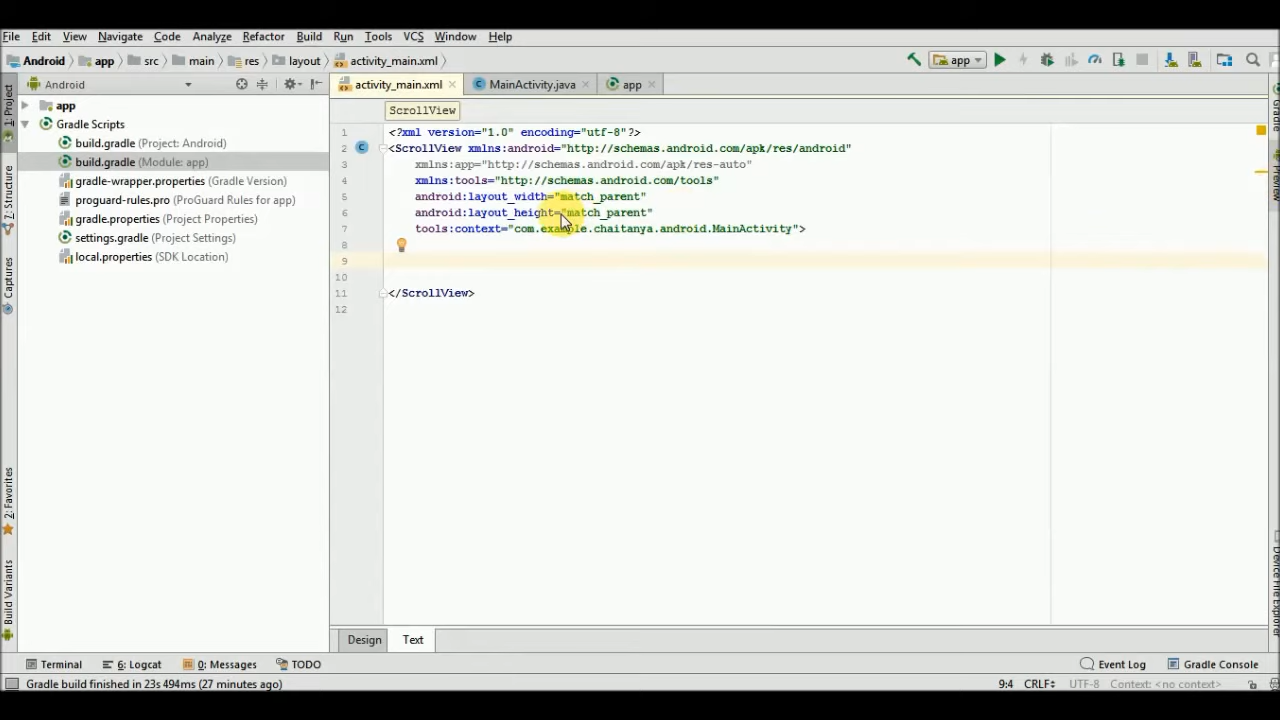 File Edit View Navigate Code Analyze Refactor Build Run Tools VCS Window Help
Android app src main res layout activity_main.xml app
Android activity_main.xml MainActivity.java app
1: Project
2: Structure
Captures
2: Favorites
Build Variants
app
Gradle Scripts
build.gradle (Project: Android)
build.gradle (Module: app)
gradle-wrapper.properties (Gradle Version)
proguard-rules.pro (ProGuard Rules for app)
gradle.properties (Project Properties)
settings.gradle (Project Settings)
local.properties (SDK Location)
ScrollView
1 <?xml version="1.0" encoding="utf-8"?>
2 <ScrollView xmlns:android="http://schemas.android.com/apk/res/android"
3 xmlns:app="http://schemas.android.com/apk/res-auto"
4 xmlns:tools="http://schemas.android.com/tools"
5 android:layout_width="match_parent"
6 android:layout_height="match_parent"
7 tools:context="com.example.chaitanya.android.MainActivity">
8
9
10
11 </ScrollView>
12
Gradle
Preview
Device File Explorer
Design Text
Terminal 6: Logcat 0: Messages TODO Event Log Gradle Console
Gradle build finished in 23s 494ms (27 minutes ago) 9:4 CRLF UTF-8 Context: <no context>